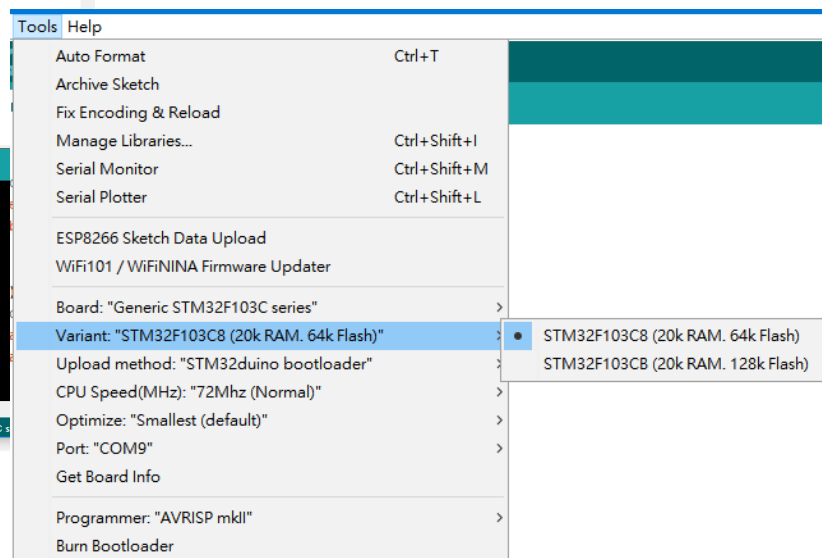 Tools Help
Auto Format Ctrl+T
Archive Sketch
Fix Encoding & Reload
Manage Libraries... Ctrl+Shift+I
Serial Monitor Ctrl+Shift+M
Serial Plotter Ctrl+Shift+L
ESP8266 Sketch Data Upload
WiFi101 / WiFiNINA Firmware Updater
Board: "Generic STM32F103C series"
Variant: "STM32F103C8 (20k RAM. 64k Flash)"
STM32F103C8 (20k RAM. 64k Flash)
Upload method: "STM32duino bootloader"
STM32F103CB (20k RAM. 128k Flash)
CPU Speed(MHz): "72Mhz (Normal)"
Optimize: "Smallest (default)"
Port: "COM9"
Get Board Info
Programmer: "AVRISP mkII"
Burn Bootloader